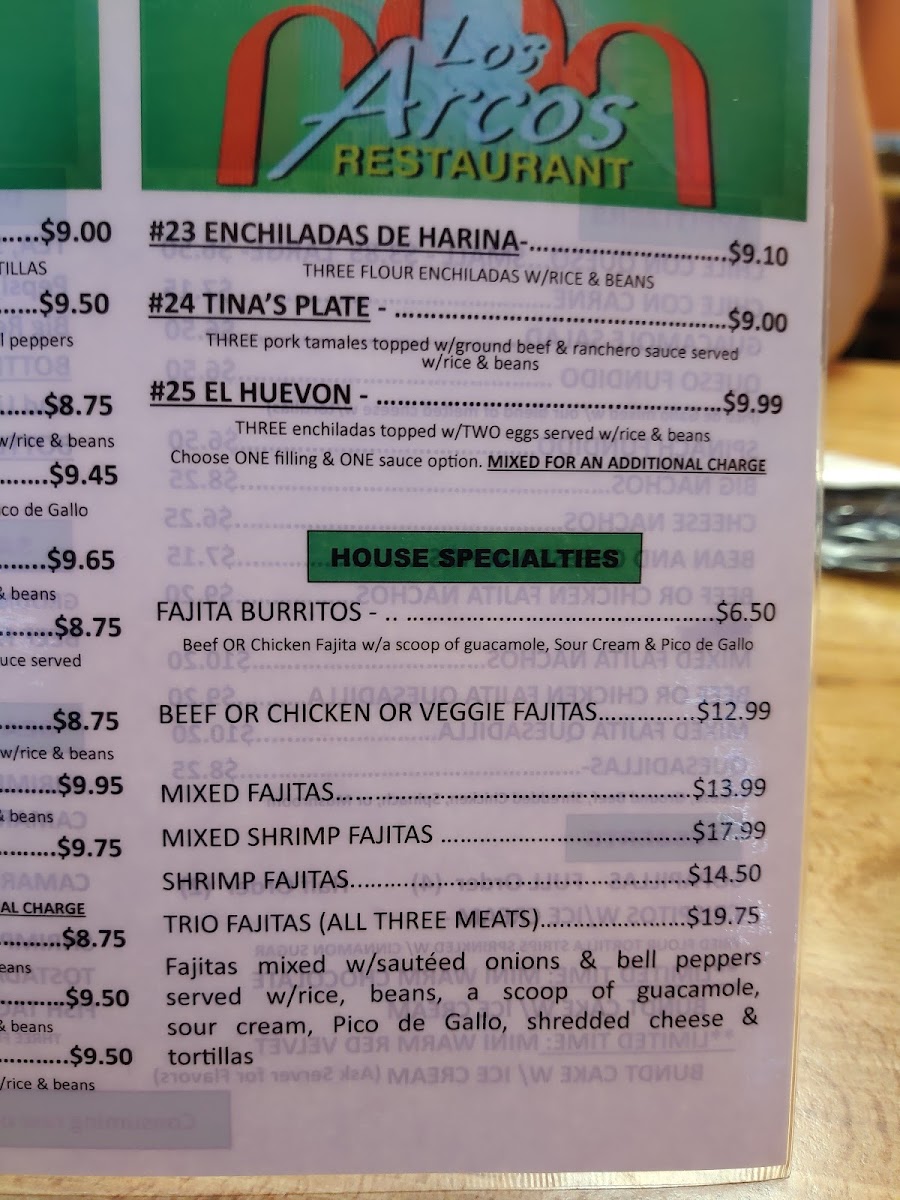 Los
Arcos
RESTAURANT
......$9.00
TILLAS
......$9.50
l peppers
......$8.75
w/rice & beans
.......$9.45
co de Gallo
......$9.65
& beans
........$8.75
uce served
........$8.75
w/rice & beans
.......$9.95
& beans
........$9.75
AL CHARGE
.........$8.75
eans
.........$9.50
& beans
.........$9.50
/rice & beans
#23 ENCHILADAS DE HARINA-..............................$9.10
THREE FLOUR ENCHILADAS W/RICE & BEANS
#24 TINA'S PLATE - ..................................................$9.00
THREE pork tamales topped w/ground beef & ranchero sauce served
w/rice & beans
#25 EL HUEVON - ....................................................$9.99
THREE enchiladas topped w/TWO eggs served w/rice & beans
Choose ONE filling & ONE sauce option. MIXED FOR AN ADDITIONAL CHARGE
HOUSE SPECIALTIES
FAJITA BURRITOS - .. ................................................$6.50
Beef OR Chicken Fajita w/a scoop of guacamole, Sour Cream & Pico de Gallo
BEEF OR CHICKEN OR VEGGIE FAJITAS..............$12.99
MIXED FAJITAS....................................................$13.99
MIXED SHRIMP FAJITAS ....................................$17.99
SHRIMP FAJITAS..................................................$14.50
TRIO FAJITAS (ALL THREE MEATS).....................$19.75
Fajitas mixed w/sautéed onions & bell peppers
served w/rice, beans, a scoop of guacamole,
sour cream, Pico de Gallo, shredded cheese &
tortillas